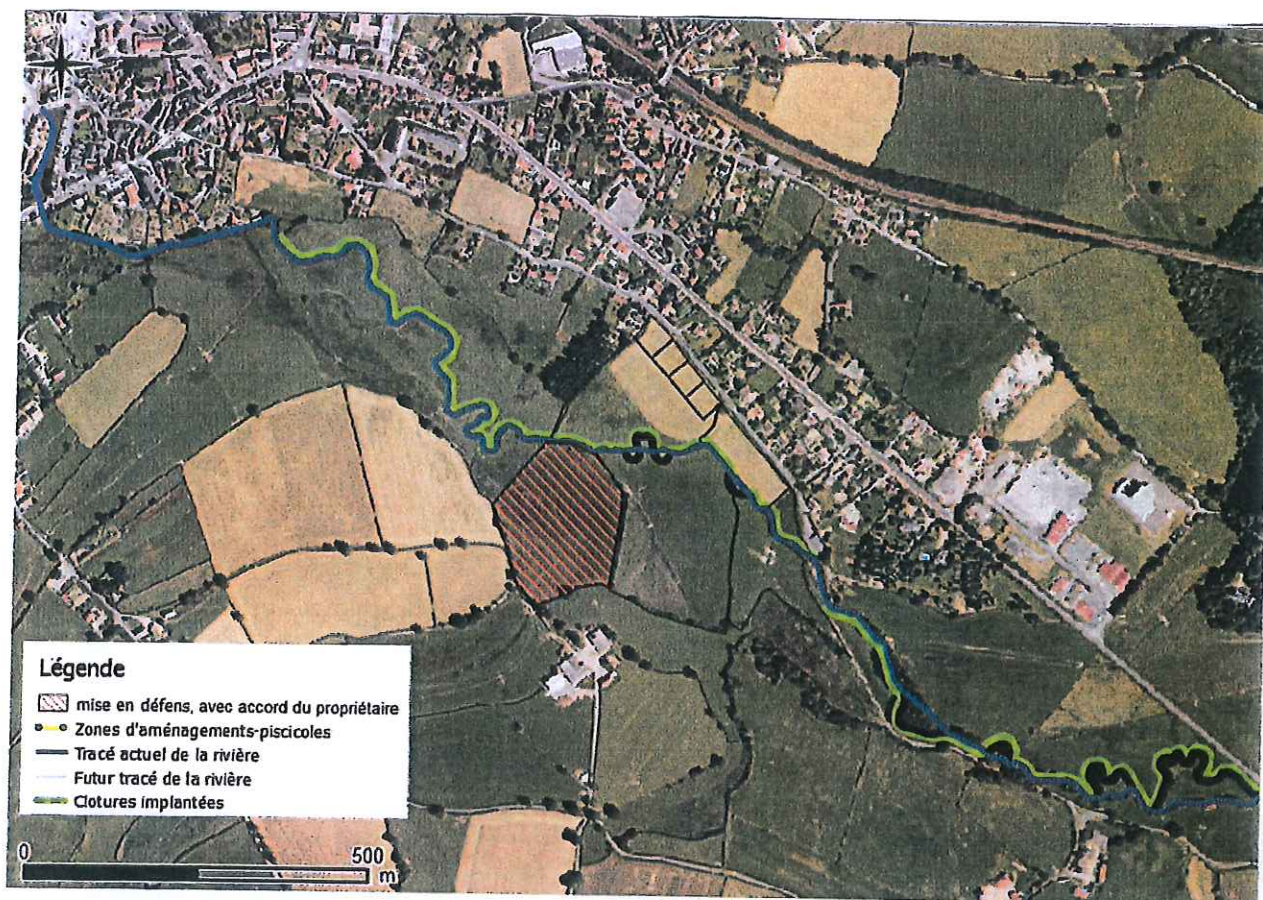 N
Légende
mise en défens, avec accord du propriétaire
Zones d'aménagements-piscicoles
Tracé actuel de la rivière
Futur tracé de la rivière
Clotures implantées
0 500
m